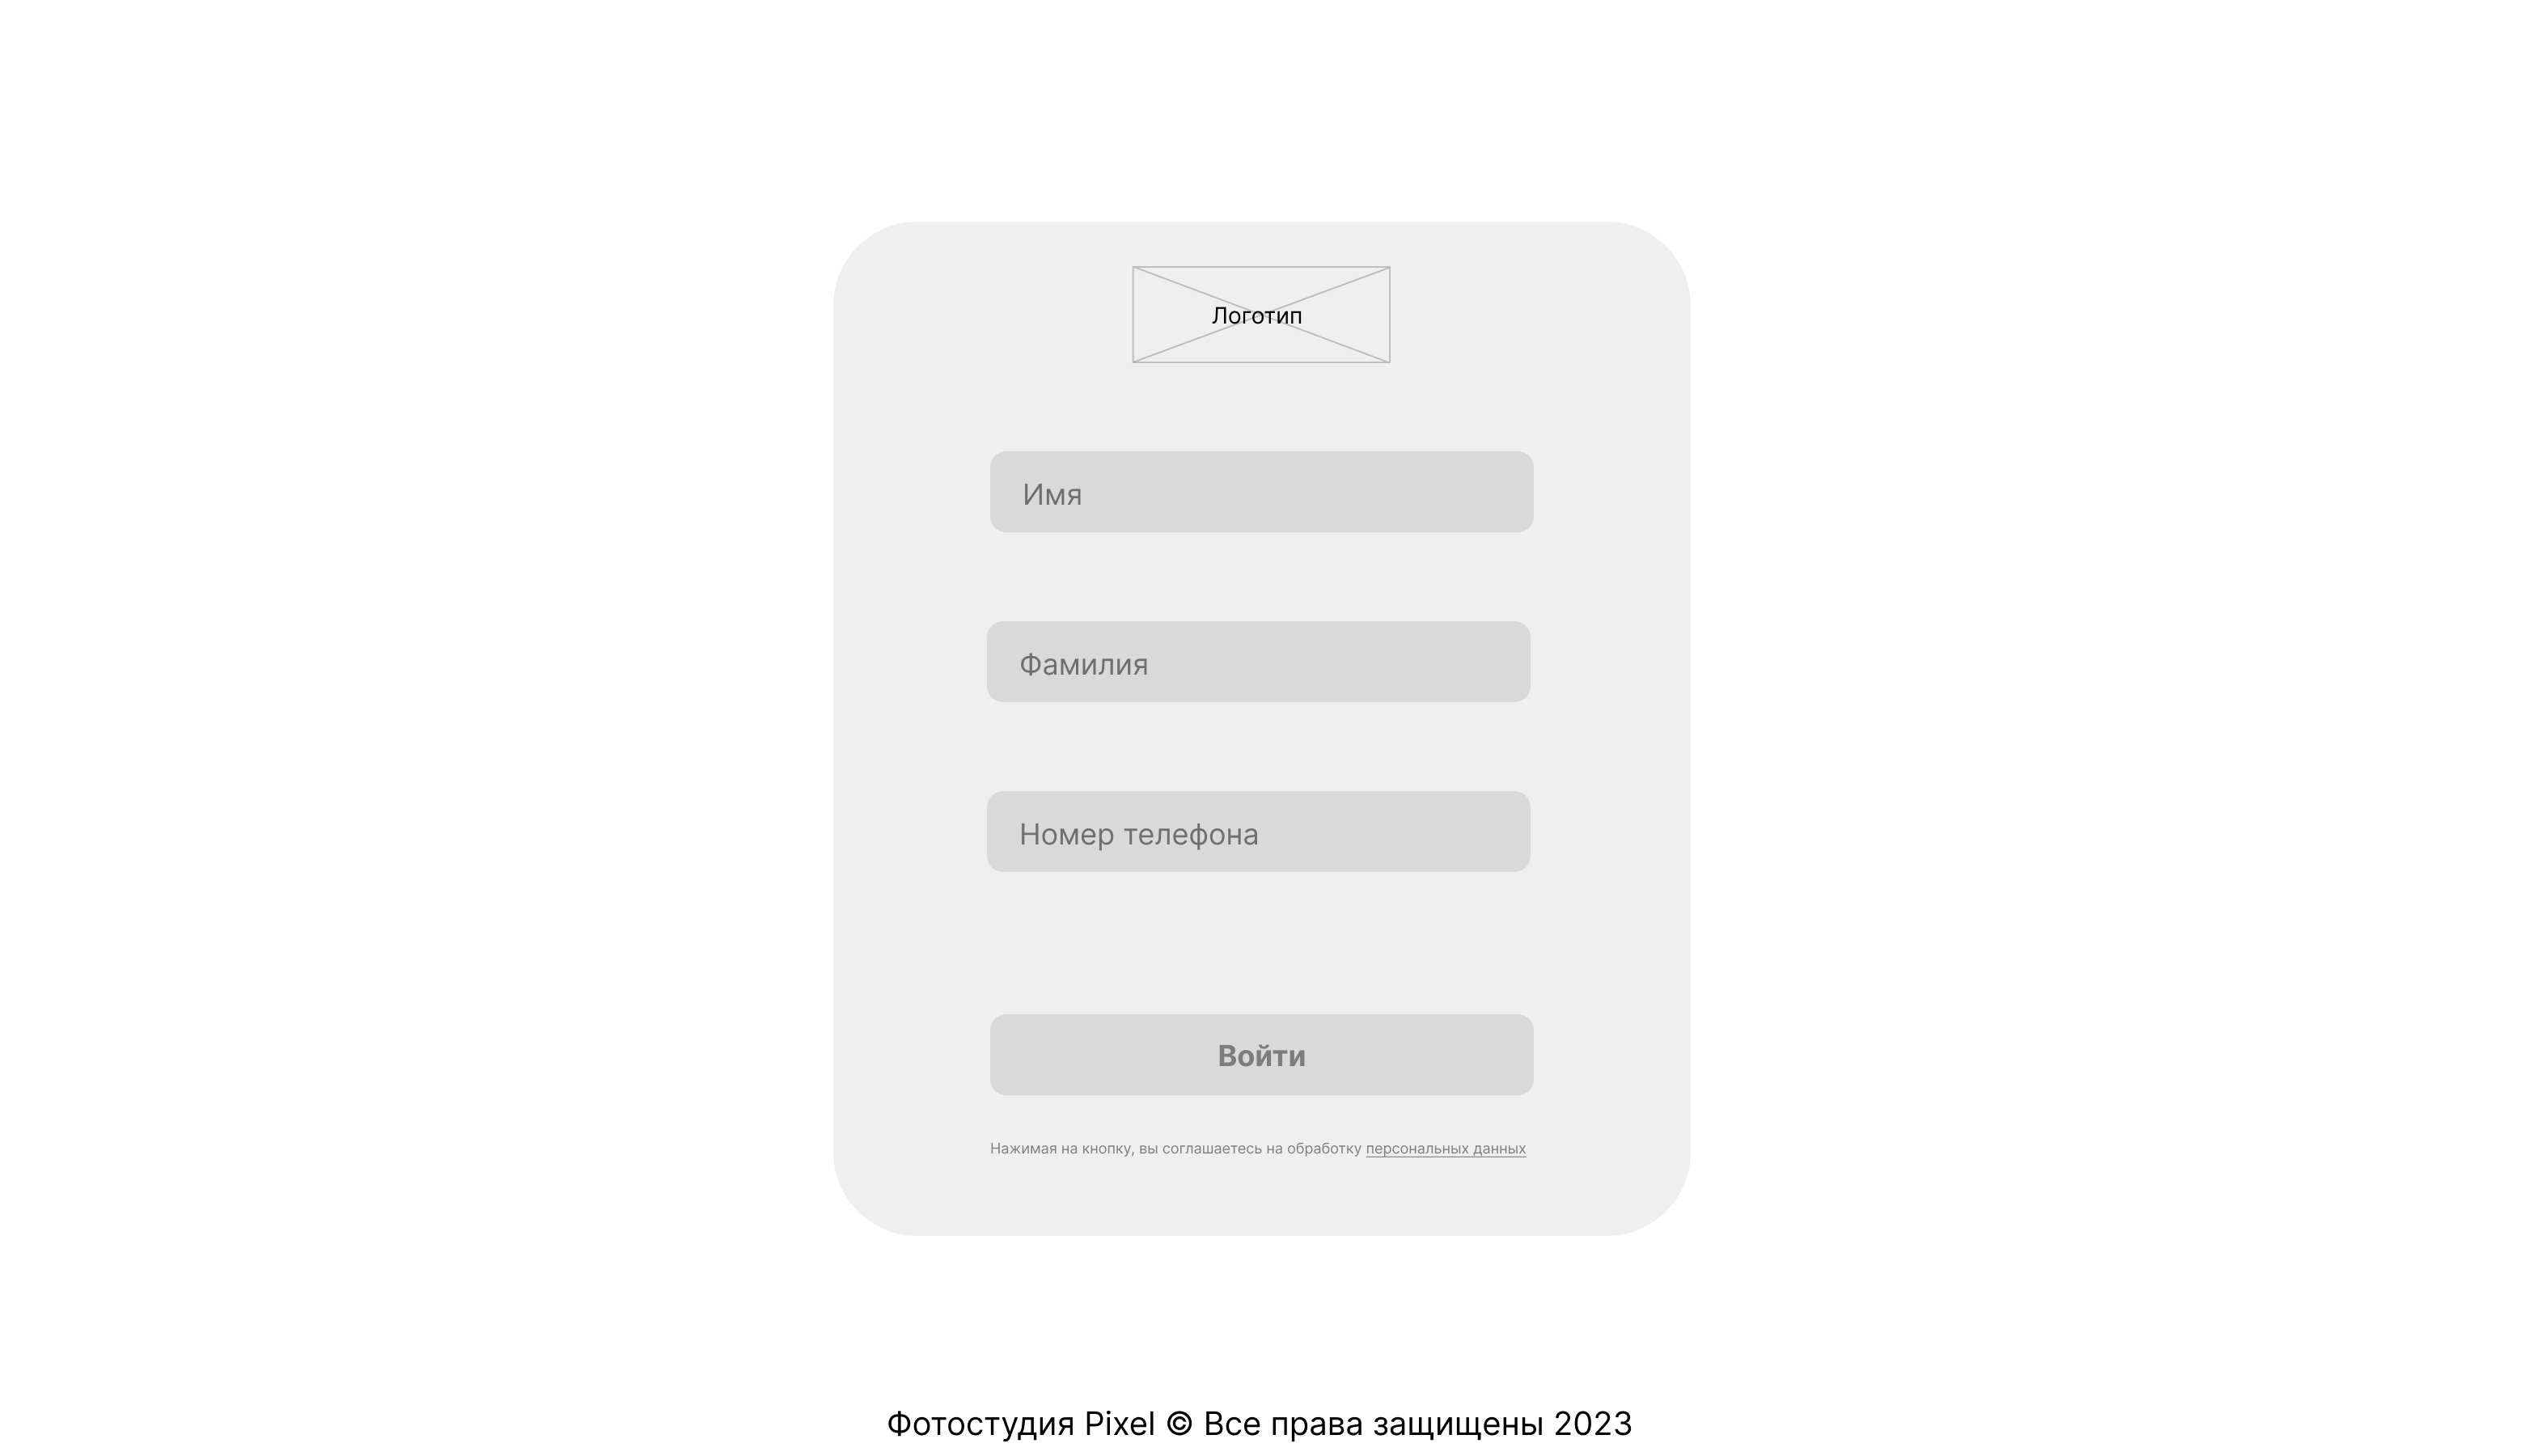 Логотип
Имя
Фамилия
Номер телефона
Войти
Нажимая на кнопку, вы соглашаетесь на обработку персональных данных
Фотостудия Pixel © Все права защищены 2023